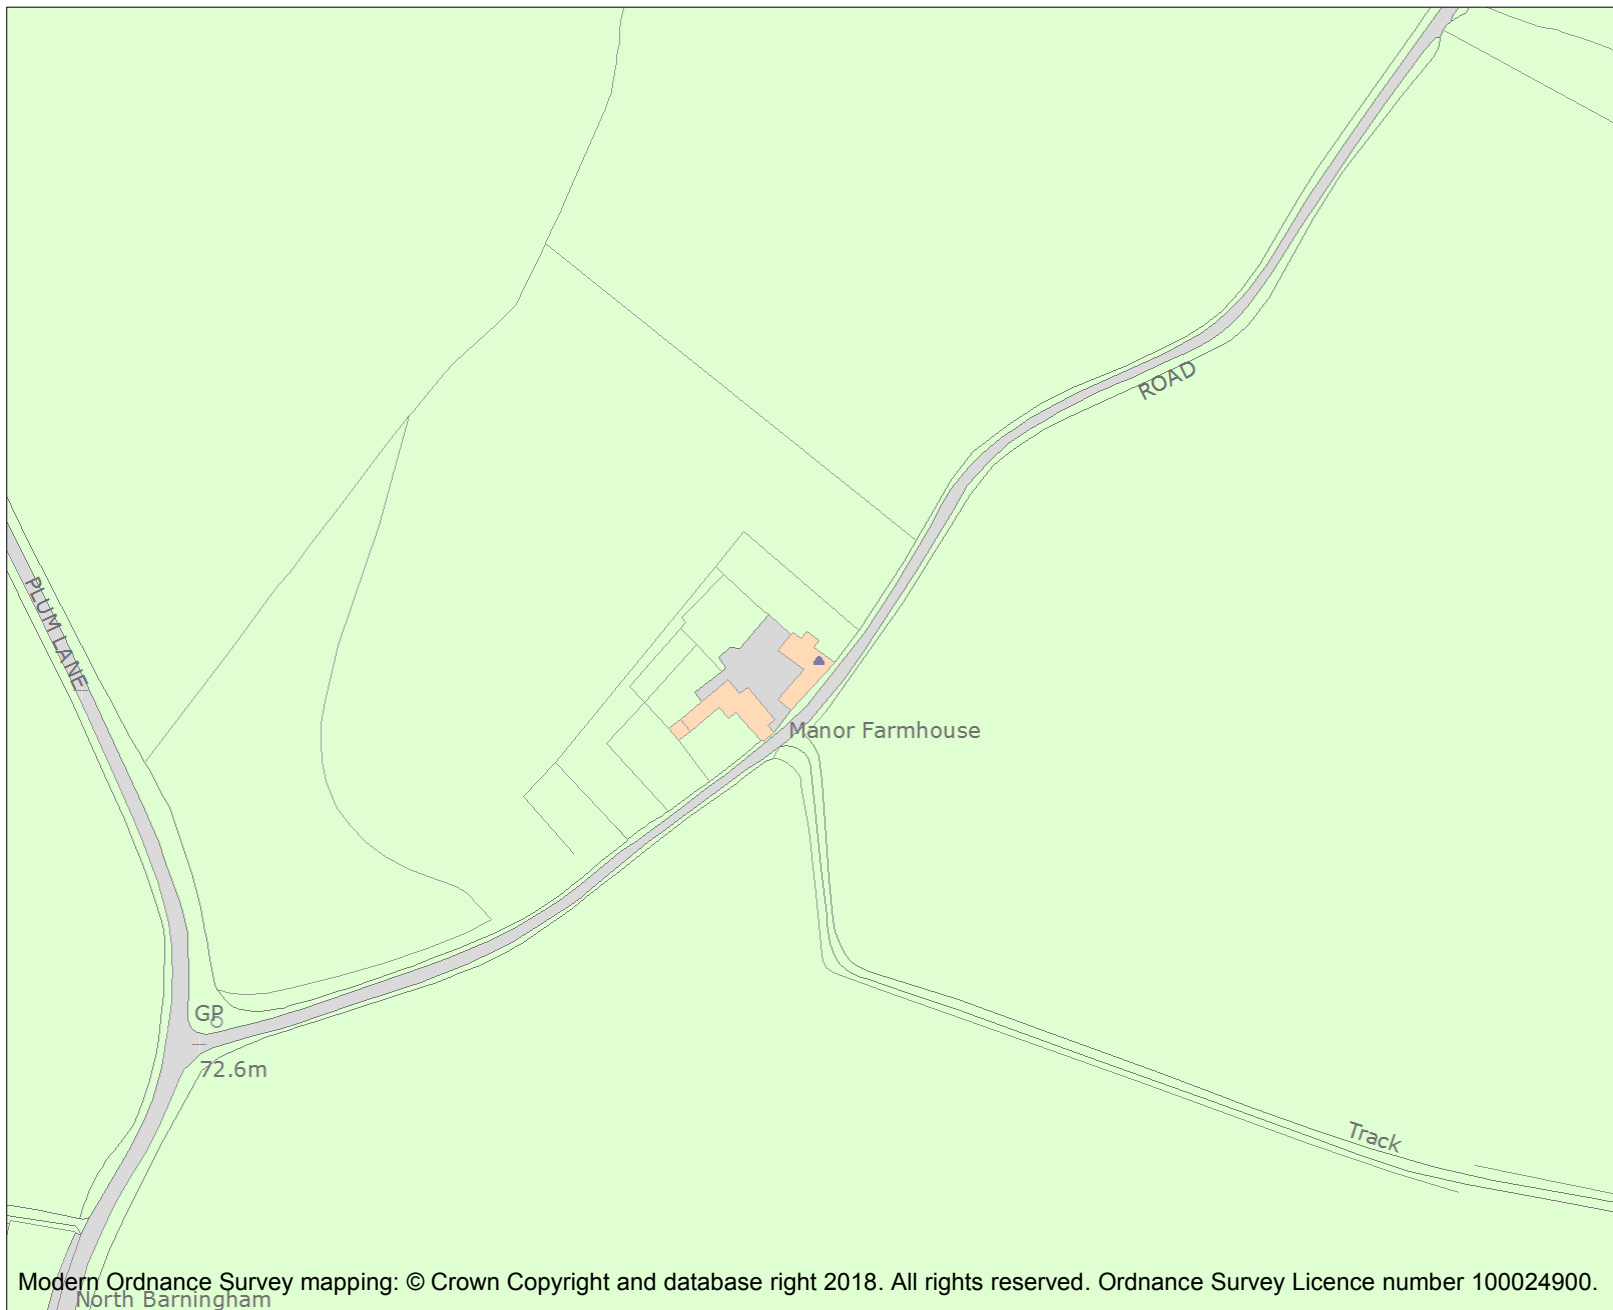 ROAD
PLUM LANE
Manor Farmhouse
GP
72.6m
Track
Modern Ordnance Survey mapping: © Crown Copyright and database right 2018. All rights reserved. Ordnance Survey Licence number 100024900.
North Barningham